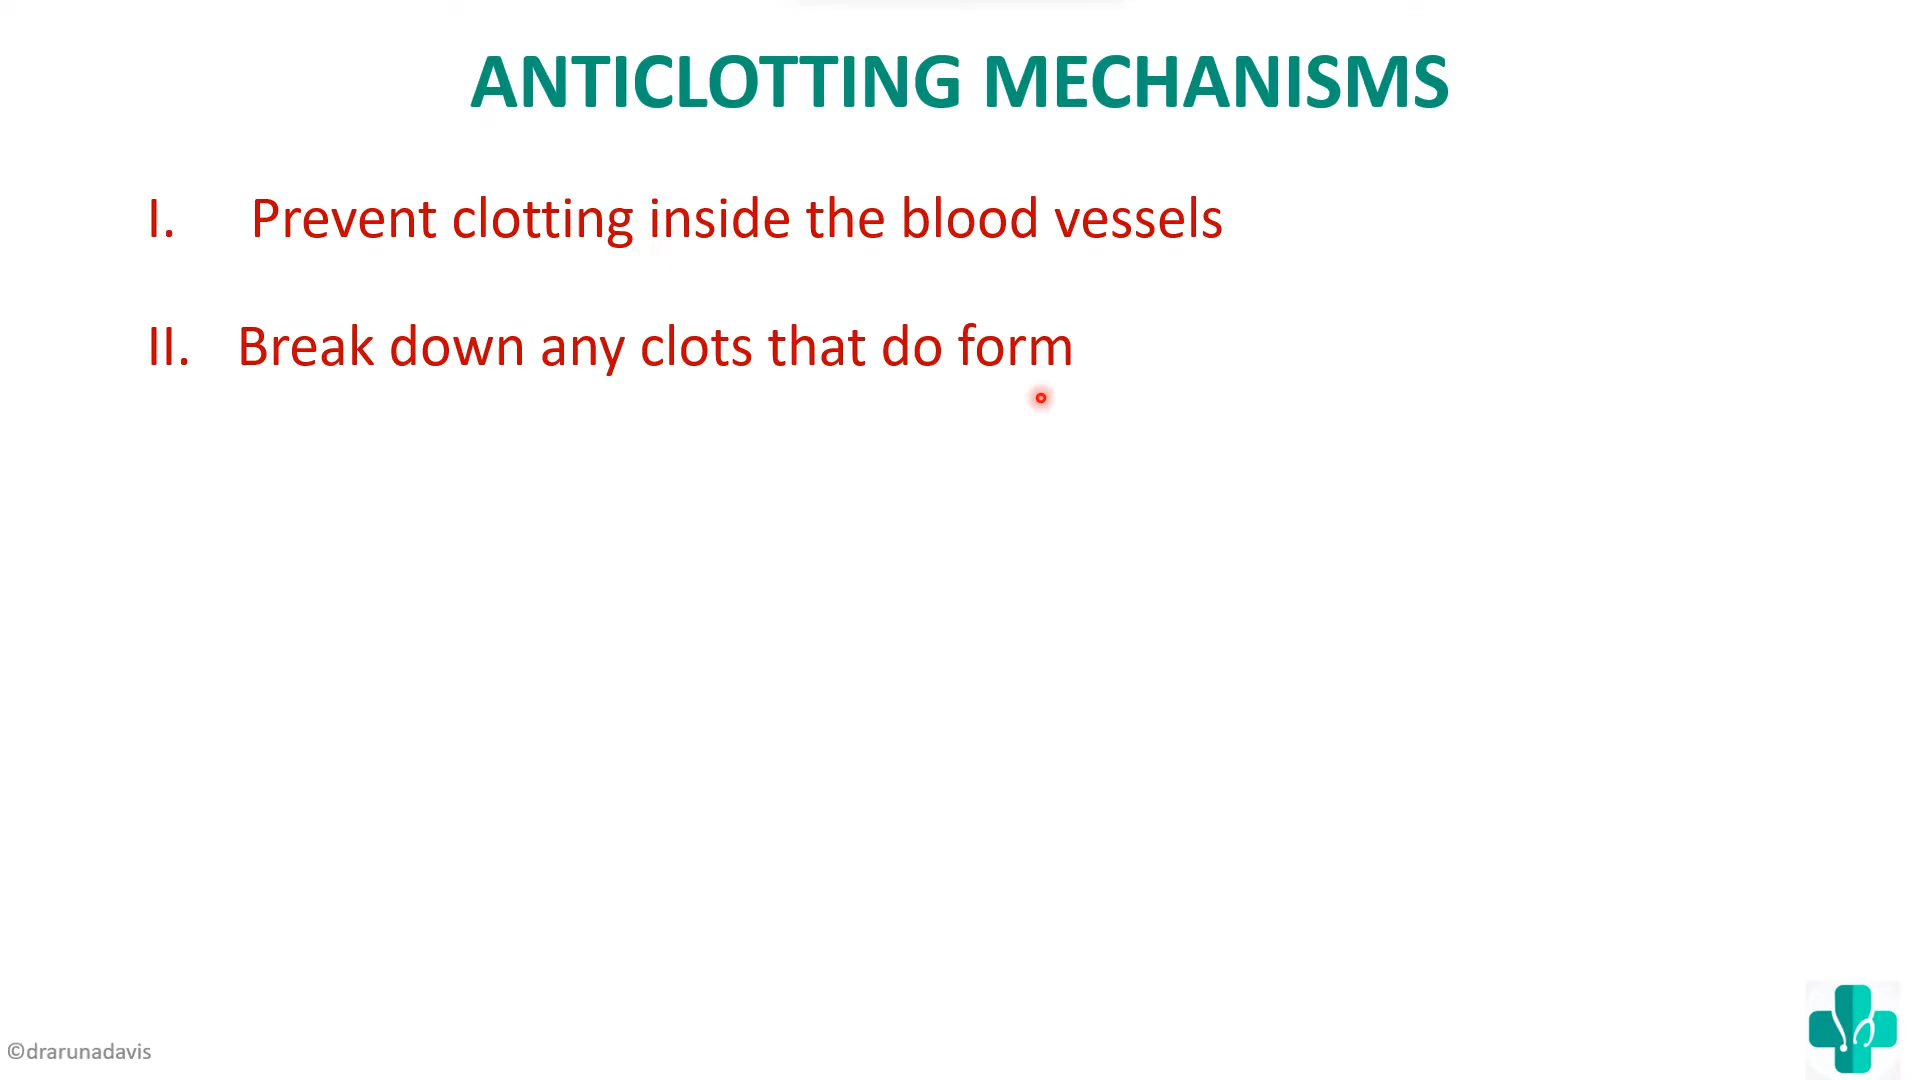 ANTICLOTTING MECHANISMS
I. Prevent clotting inside the blood vessels
II. Break down any clots that do form
©drarunadavis